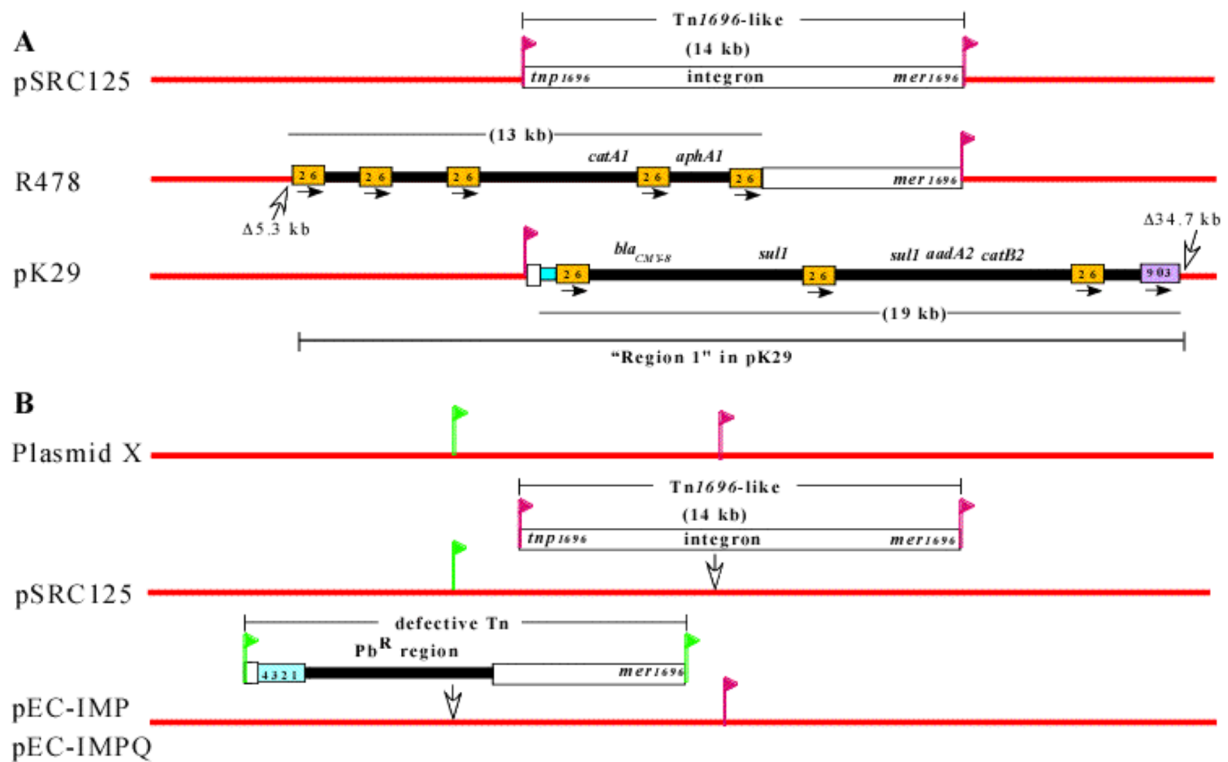 A
Tn1696-like
(14 kb)
pSRC125
tnp1696 integron mer1696
(13 kb)
catA1 aphA1
R478
26 26 26 26 26 mer1696
Δ5.3 kb
Δ34.7 kb
blaCMY-8 sul1 sul1 aadA2 catB2
pK29
26 26 26 903
(19 kb)
“Region 1” in pK29
B
Plasmid X
Tn1696-like
(14 kb)
tnp1696 integron mer1696
pSRC125
defective Tn
PbR region
4321 mer1696
pEC-IMP
pEC-IMPQ